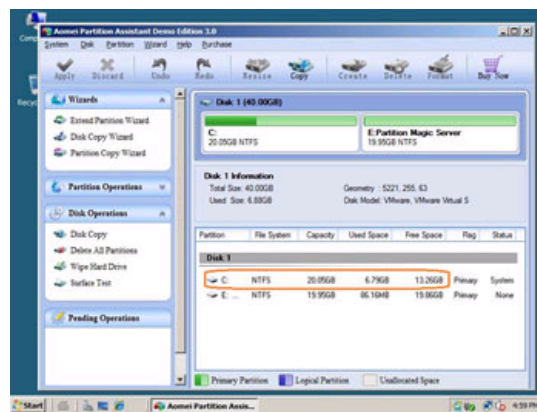 Aomei Partition Assistant Demo Edition 3.0
System Disk Partition Wizard Help Purchase
Apply Discard Undo Redo Resize Copy Create Delete Format Buy Now
Wizards
Extend Partition Wizard
Disk Copy Wizard
Partition Copy Wizard
Partition Operations
Disk Operations
Disk Copy
Delete All Partitions
Wipe Hard Drive
Surface Test
Pending Operations
Disk 1 (40.00GB)
C: E:Partition Magic Server
20.05GB NTFS 19.95GB NTFS
Disk 1 Information
Total Size: 40.00GB Geometry : 5221, 255, 63
Used Size: 6.88GB Disk Model: VMware, VMware Virtual S
Partition File System Capacity Used Space Free Space Flag Status
Disk 1
C: NTFS 20.05GB 6.79GB 13.26GB Primary System
E: ... NTFS 19.95GB 86.16MB 19.86GB Primary None
Primary Partition Logical Partition Unallocated Space
Start Aomei Partition Assis... 4:59 PM